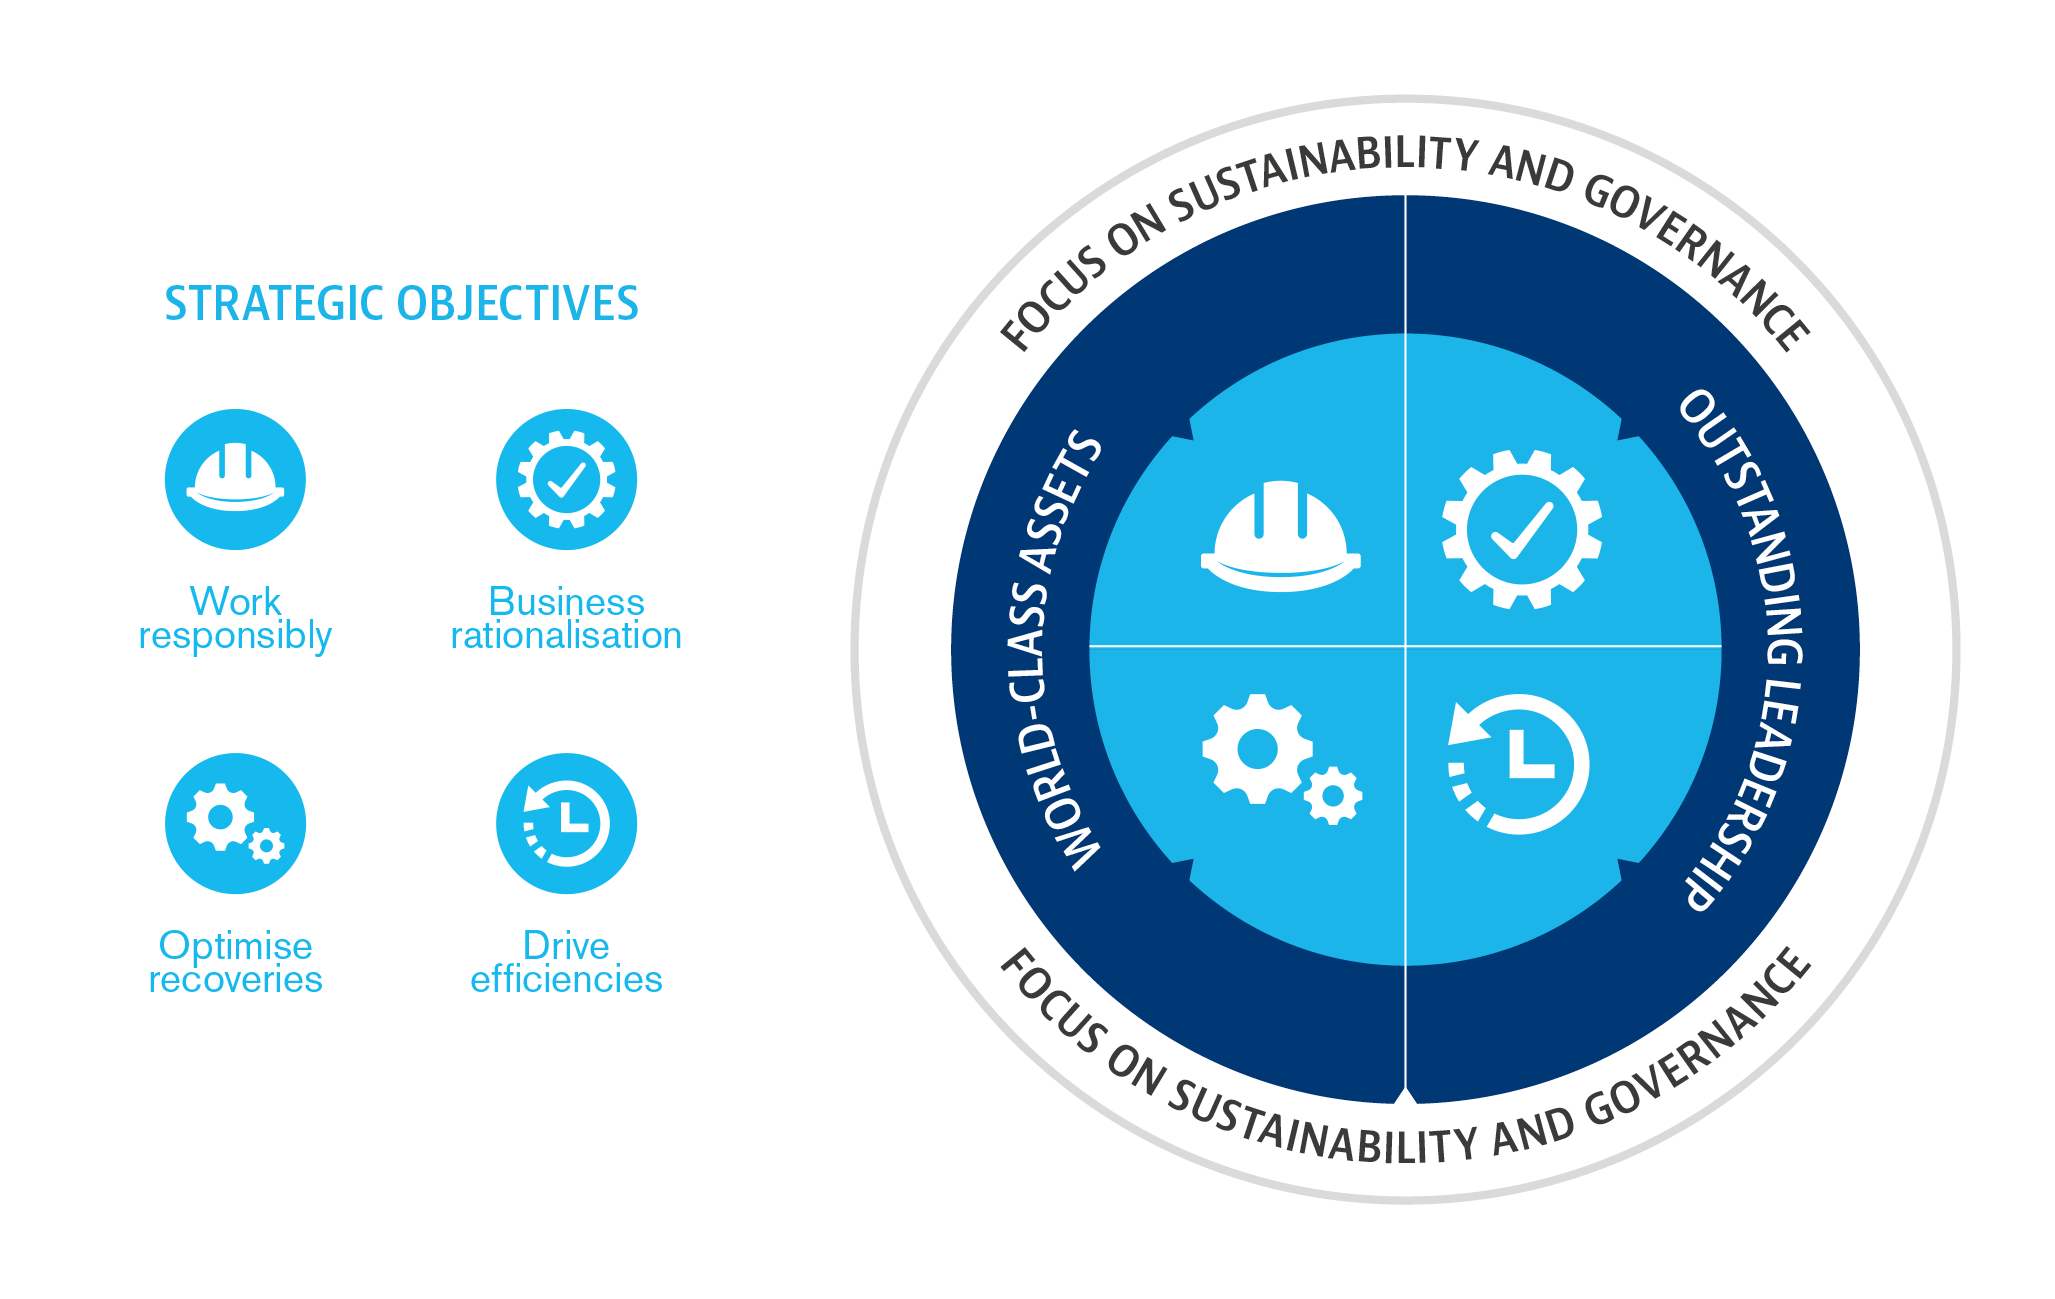 STRATEGIC OBJECTIVES
Work
responsibly
Business
rationalisation
Optimise
recoveries
Drive
efficiencies
FOCUS ON SUSTAINABILITY AND GOVERNANCE
WORLD-CLASS ASSETS
OUTSTANDING LEADERSHIP
FOCUS ON SUSTAINABILITY AND GOVERNANCE